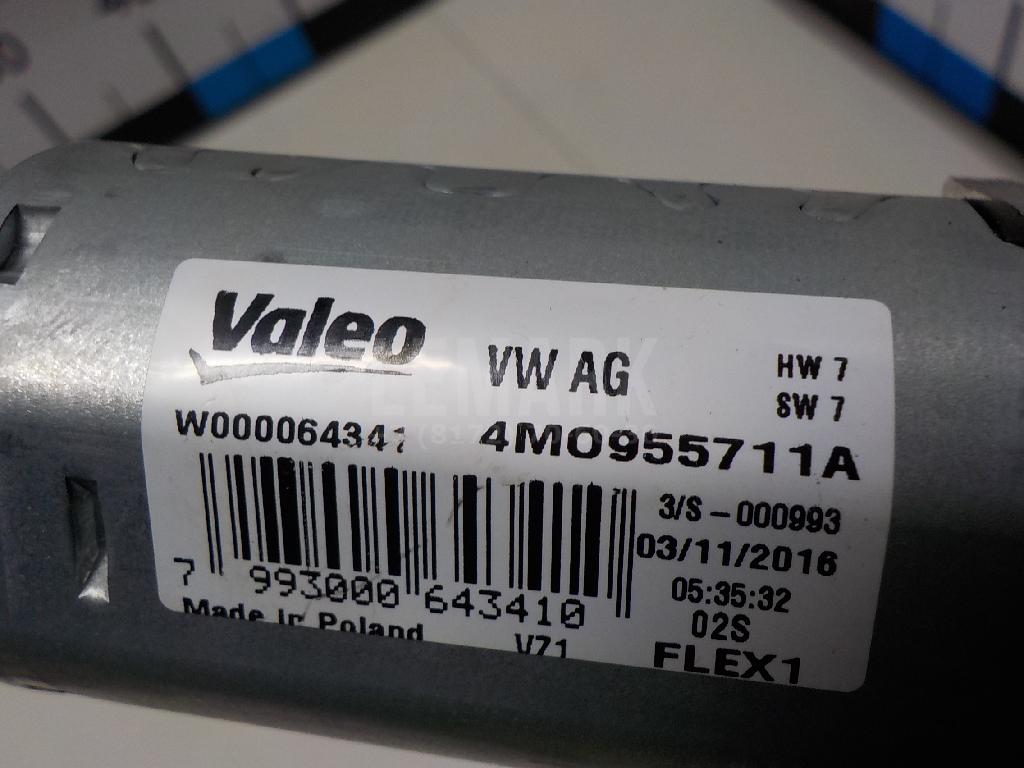 Valeo
VW AG
HW 7
SW 7
W000064341
4M0955711A
3/S-000993
03/11/2016
05:35:32
02S
FLEX1
7 993000 643410
Made in Poland
V71
LEMARK